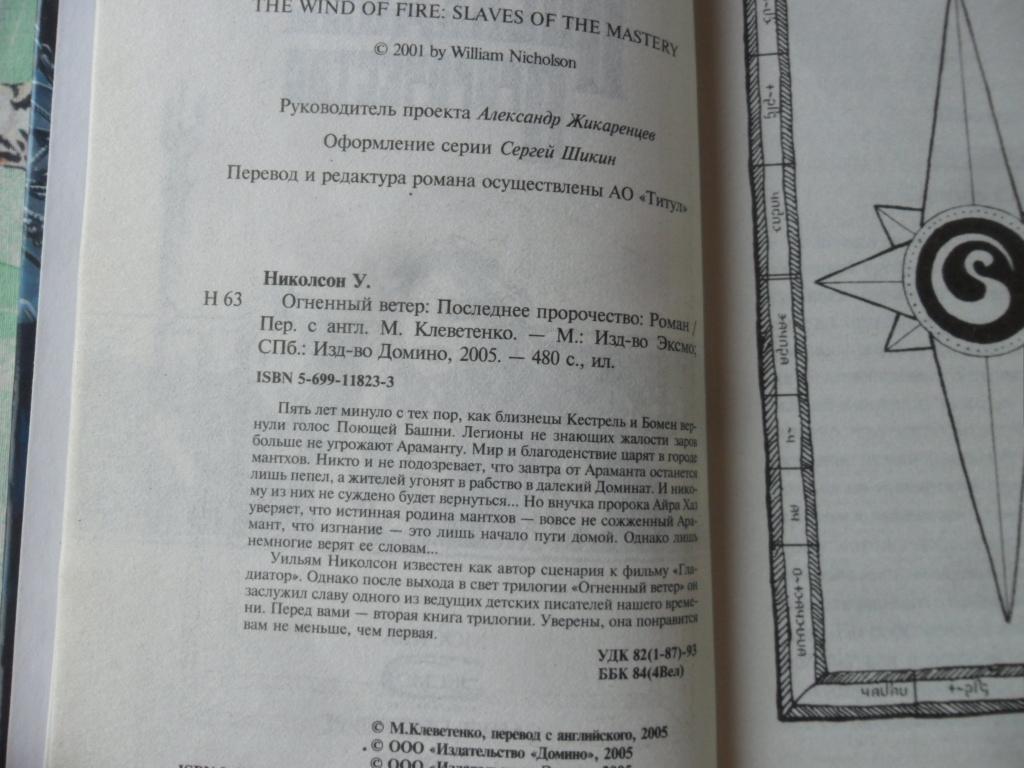 THE WIND OF FIRE: SLAVES OF THE MASTERY
© 2001 by William Nicholson
Руководитель проекта Александр Жикаренцев
Оформление серии Сергей Шикин
Перевод и редактура романа осуществлены АО «Титул»
Николсон У.
Н 63 Огненный ветер: Последнее пророчество: Роман /
Пер. с англ. М. Клеветенко. — М.: Изд-во Эксмо;
СПб.: Изд-во Домино, 2005. — 480 с., ил.
ISBN 5-699-11823-3
Пять лет минуло с тех пор, как близнецы Кестрель и Бомен вер-
нули голос Поющей Башни. Легионы не знающих жалости заров
больше не угрожают Араманту. Мир и благоденствие царят в городе
мантхов. Никто и не подозревает, что завтра от Араманта останется
лишь пепел, а жителей угонят в рабство в далекий Доминат. И нико-
му из них не суждено будет вернуться... Но внучка пророка Айра Хаз
уверяет, что истинная родина мантхов — вовсе не сожженный Ара-
мант, что изгнание — это лишь начало пути домой. Однако лишь
немногие верят ее словам...
Уильям Николсон известен как автор сценария к фильму «Гла-
диатор». Однако после выхода в свет трилогии «Огненный ветер» он
заслужил славу одного из ведущих детских писателей нашего време-
ни. Перед вами — вторая книга трилогии. Уверены, она понравится
вам не меньше, чем первая.
УДК 82(1-87)-93
ББК 84(4Вел)
© М.Клеветенко, перевод с английского, 2005
© ООО «Издательство «Домино», 2005
© ООО «Издательство